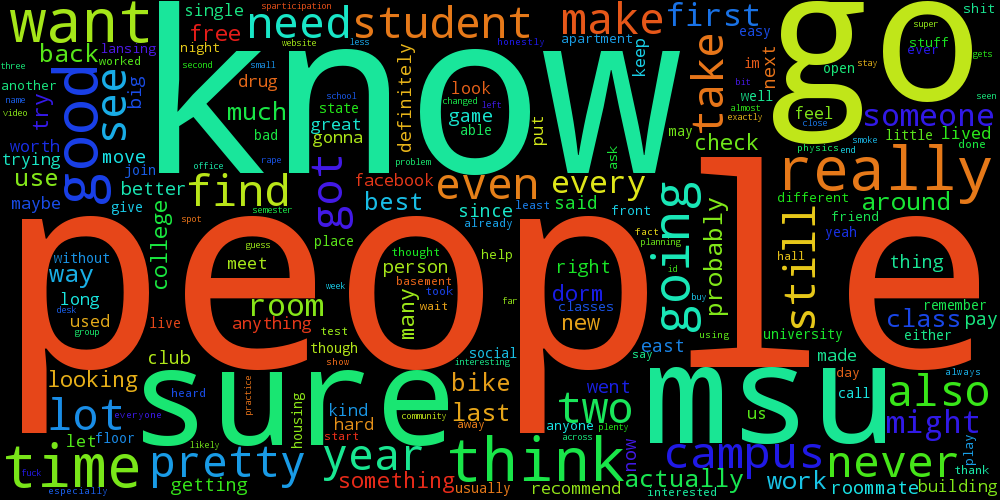 want
single
sparticipation
free
need
student
make
first
shit
easy
go
super
stuff
ever
gets
back
lansing
worked
night
website
less
honestly
apartment
keep
im
next
three
second
small
drug
know
look
changed
left
definitely
take
open
stay
seen
another
good
see
big
school
much
state
great
game
able
put
bit
well
almost
exactly
feel
close
someone
name
video
try
bad
gonna
ask
may
check
little
lived
worth
office
rape
problem
physics
end
smoke
done
trying
move
join
got
facebook
even
every
really
use
better
find
maybe
give
best
since
said
least
front
different
around
college
spot
semester
place
already
going
probably
still
friend
yeah
people
without
way
guess
meet
thought
person
help
right
fact
planning
hall
thing
long
week
basement
took
many
wait
far
dorm
classes
id
buy
remember
desk
used
room
group
live
anything
test
new
using
university
class
pay
either
though
social
east
say
club
show
interesting
made
looking
sure
heard
practice
bike
went
msu
day
call
always
also
lot
everyone
housing
kind
hard
community
last
away
two
anyone
plenty
us
might
let
floor
likely
start
across
now
play
time
pretty
year
think
campus
never
thank
fuck
getting
something
usually
actually
work
roommate
building
especially
recommend
interested